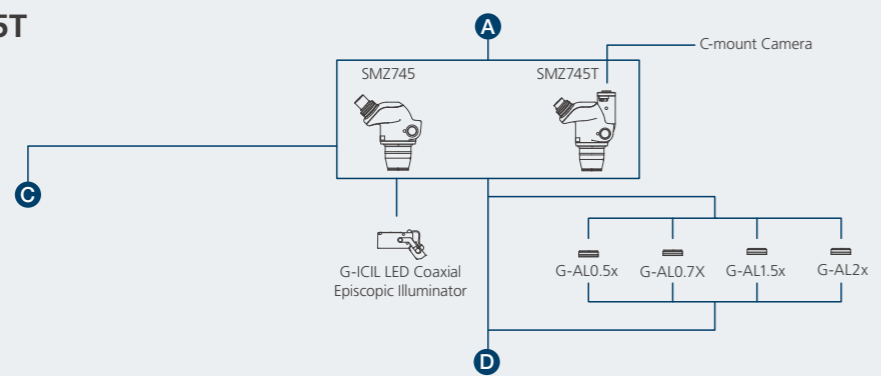 5T
A
C-mount Camera
SMZ745
SMZ745T
C
G-ICIL LED Coaxial
Episcopic Illuminator
G-AL0.5x
G-AL0.7X
G-AL1.5x
G-AL2x
D